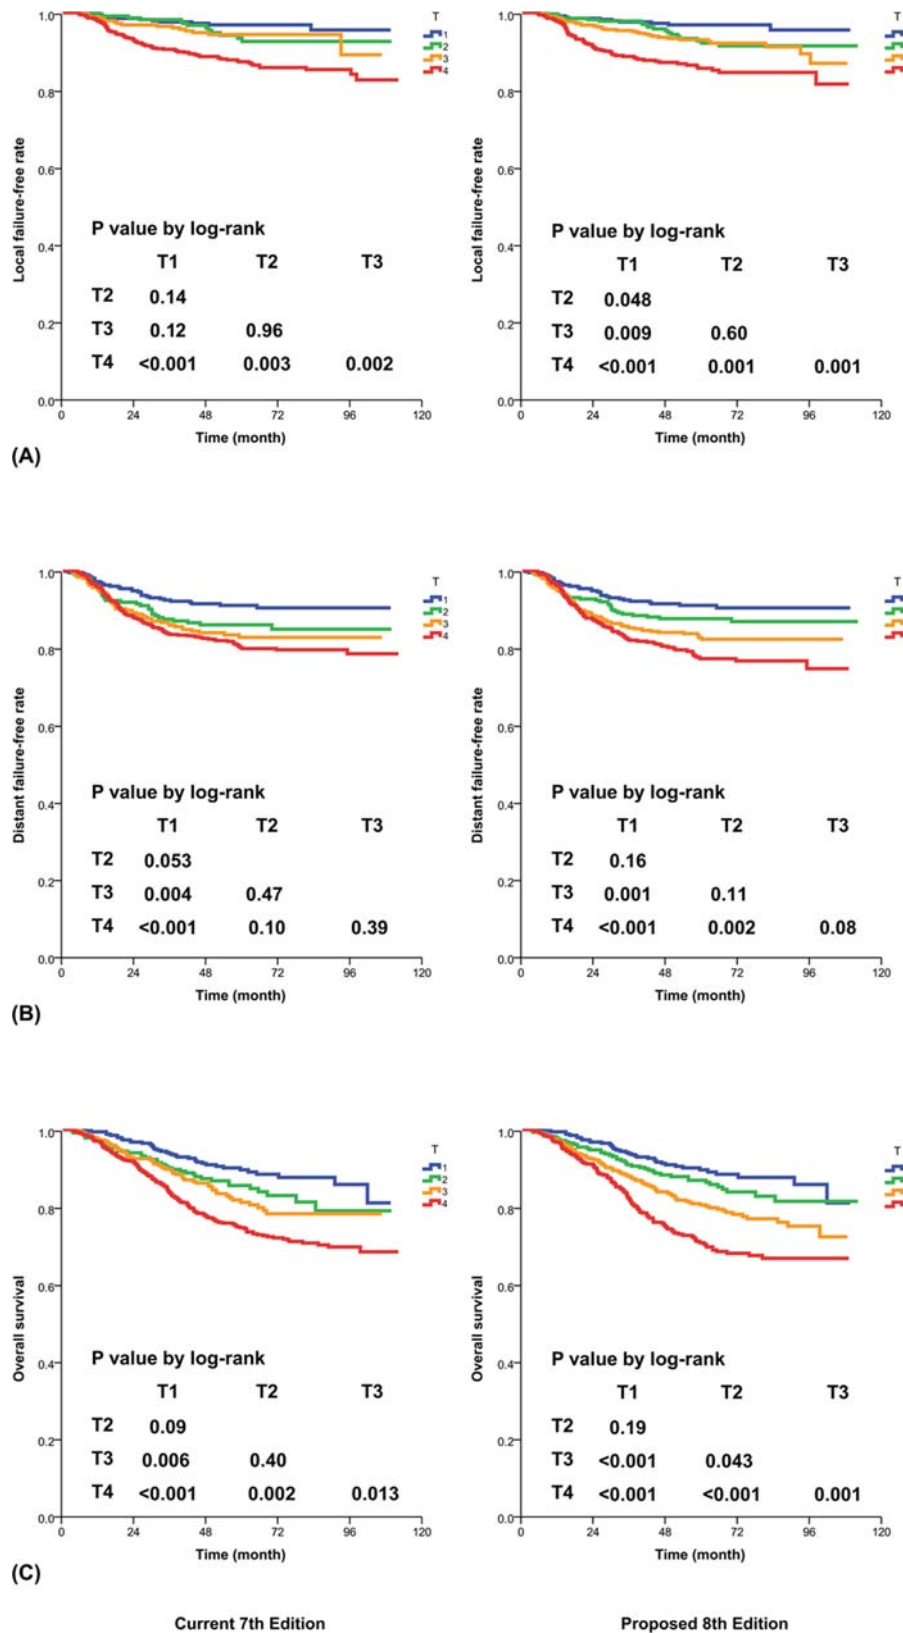 1.0
0.8
0.6
0.4
0.2
0.0
Local failure-free rate
T
1
2
3
4
P value by log-rank
T1 T2 T3
T2 0.14
T3 0.12 0.96
T4 <0.001 0.003 0.002
0 24 48 72 96 120
Time (month)
1.0
0.8
0.6
0.4
0.2
0.0
Local failure-free rate
T
P value by log-rank
T1 T2 T3
T2 0.048
T3 0.009 0.60
T4 <0.001 0.001 0.001
0 24 48 72 96 120
Time (month)
(A)
1.0
0.8
0.6
0.4
0.2
0.0
Distant failure-free rate
T
1
2
3
4
P value by log-rank
T1 T2 T3
T2 0.053
T3 0.004 0.47
T4 <0.001 0.10 0.39
0 24 48 72 96 120
Time (month)
1.0
0.8
0.6
0.4
0.2
0.0
Distant failure-free rate
T
P value by log-rank
T1 T2 T3
T2 0.16
T3 0.001 0.11
T4 <0.001 0.002 0.08
0 24 48 72 96 120
Time (month)
(B)
1.0
0.8
0.6
0.4
0.2
0.0
Overall survival
T
1
2
3
4
P value by log-rank
T1 T2 T3
T2 0.09
T3 0.006 0.40
T4 <0.001 0.002 0.013
0 24 48 72 96 120
Time (month)
1.0
0.8
0.6
0.4
0.2
0.0
Overall survival
T
P value by log-rank
T1 T2 T3
T2 0.19
T3 <0.001 0.043
T4 <0.001 <0.001 0.001
0 24 48 72 96 120
Time (month)
(C)
Current 7th Edition
Proposed 8th Edition